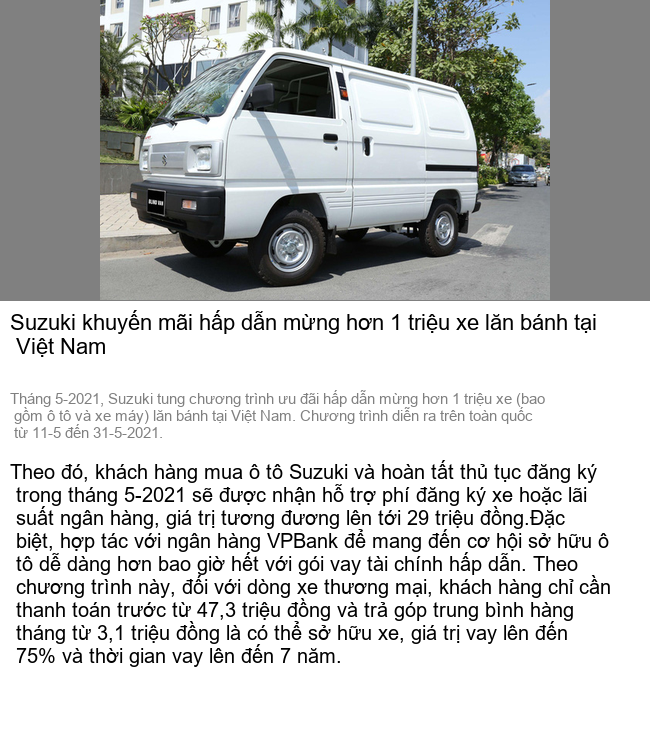 BLIND VAN
Suzuki khuyến mãi hấp dẫn mừng hơn 1 triệu xe lăn bánh tại
Việt Nam
Tháng 5-2021, Suzuki tung chương trình ưu đãi hấp dẫn mừng hơn 1 triệu xe (bao
gồm ô tô và xe máy) lăn bánh tại Việt Nam. Chương trình diễn ra trên toàn quốc
từ 11-5 đến 31-5-2021.
Theo đó, khách hàng mua ô tô Suzuki và hoàn tất thủ tục đăng ký
trong tháng 5-2021 sẽ được nhận hỗ trợ phí đăng ký xe hoặc lãi
suất ngân hàng, giá trị tương đương lên tới 29 triệu đồng.Đặc
biệt, hợp tác với ngân hàng VPBank để mang đến cơ hội sở hữu ô
tô dễ dàng hơn bao giờ hết với gói vay tài chính hấp dẫn. Theo
chương trình này, đối với dòng xe thương mại, khách hàng chỉ cần
thanh toán trước từ 47,3 triệu đồng và trả góp trung bình hàng
tháng từ 3,1 triệu đồng là có thể sở hữu xe, giá trị vay lên đến
75% và thời gian vay lên đến 7 năm.